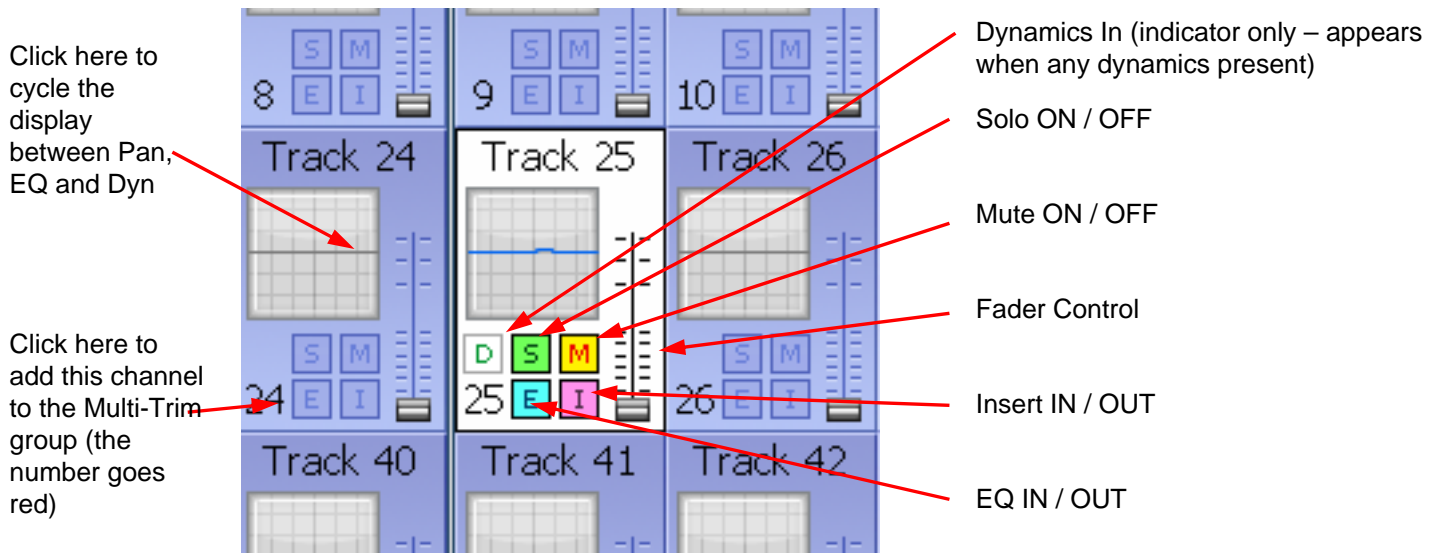 Click here to
cycle the
display
between Pan,
EQ and Dyn
Click here to
add this channel
to the Multi-Trim
group (the
number goes
red)
S M
8 E I
S M
9 E I
S M
10 E I
Track 24
S M
24 E I
Track 25
D S M
25 E I
Track 26
S M
26 E I
Track 40
Track 41
Track 42
Dynamics In (indicator only – appears
when any dynamics present)
Solo ON / OFF
Mute ON / OFF
Fader Control
Insert IN / OUT
EQ IN / OUT